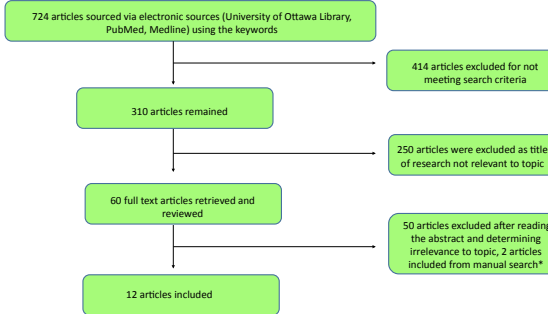 724 articles sourced via electronic sources (University of Ottawa Library,
PubMed, Medline) using the keywords
414 articles excluded for not
meeting search criteria
310 articles remained
250 articles were excluded as title
of research not relevant to topic
60 full text articles retrieved and
reviewed
50 articles excluded after reading
the abstract and determining
irrelevance to topic, 2 articles
included from manual search*
12 articles included